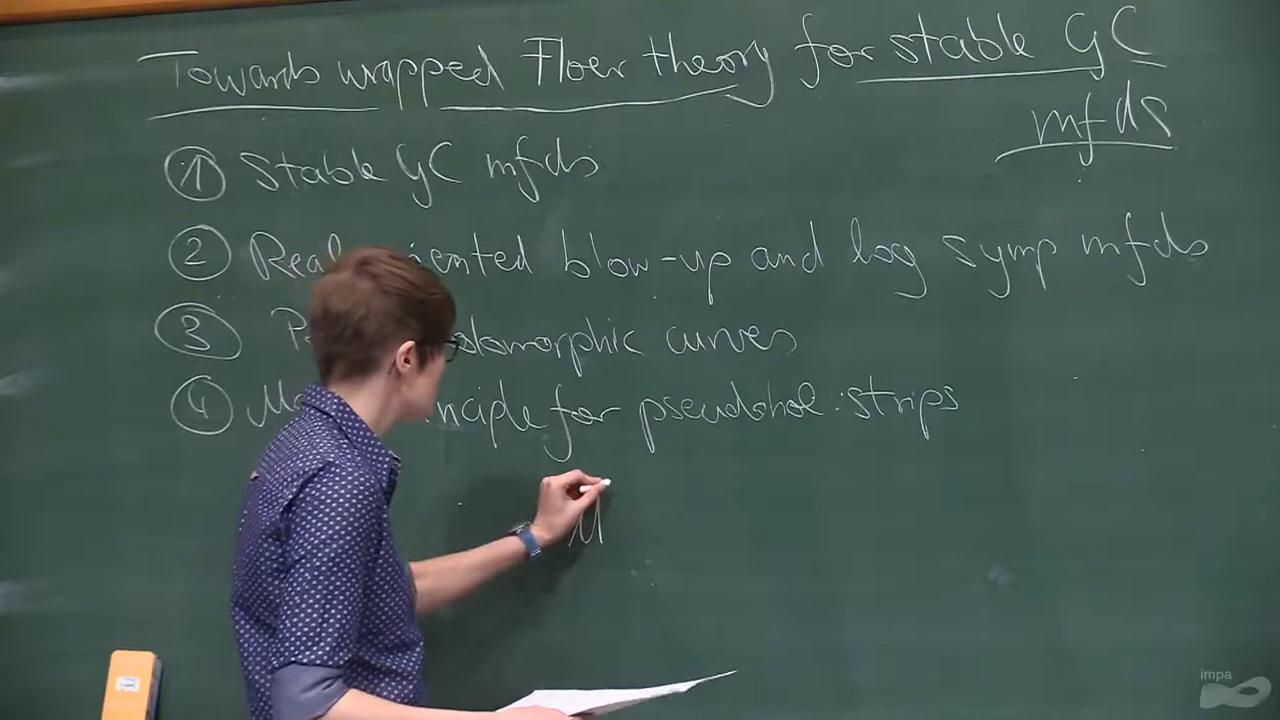 Towards wrapped Floer theory for stable GC
mfds
① Stable GC mfds
② Real iented blow-up and log symp mfds
③ P olomorphic curves
④ M nciple for pseudohol. strips
M
impa